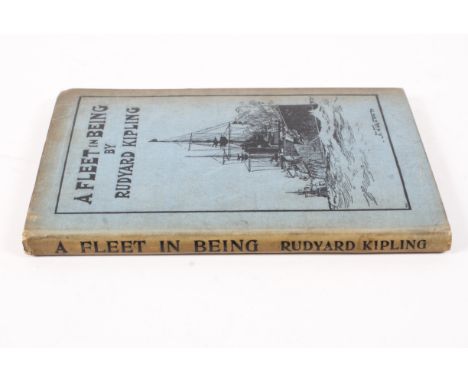 A FLEET IN BEING
BY
RUDYARD KIPLING
A FLEET IN BEING RUDYARD KIPLING